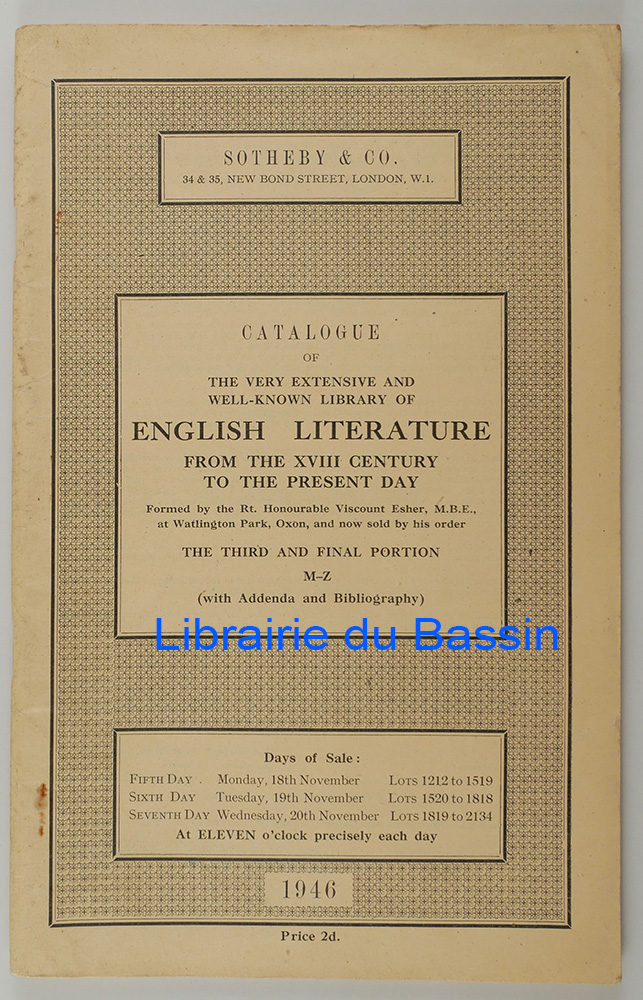 SOTHEBY & CO.
34 & 35, NEW BOND STREET, LONDON, W.1.
CATALOGUE
OF
THE VERY EXTENSIVE AND
WELL-KNOWN LIBRARY OF
ENGLISH LITERATURE
FROM THE XVIII CENTURY
TO THE PRESENT DAY
Formed by the Rt. Honourable Viscount Esher, M.B.E.,
at Watlington Park, Oxon, and now sold by his order
THE THIRD AND FINAL PORTION
M–Z
(with Addenda and Bibliography)
Librairie du Bassin
Days of Sale:
FIFTH DAY . Monday, 18th November LOTS 1212 to 1519
SIXTH DAY Tuesday, 19th November . LOTS 1520 to 1818
SEVENTH DAY Wednesday, 20th November LOTS 1819 to 2134
At ELEVEN o'clock precisely each day
1946
Price 2d.